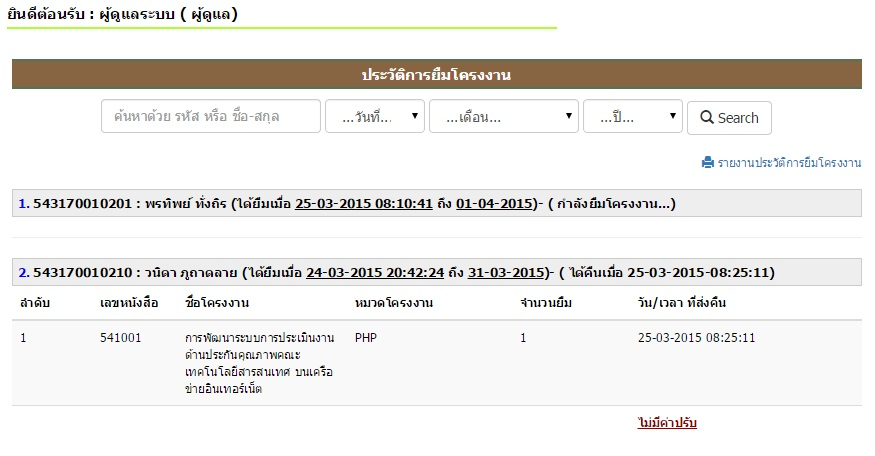 ยินดีต้อนรับ : ผู้ดูแลระบบ ( ผู้ดูแล)
ประวัติการยืมโครงงาน
ค้นหาด้วย รหัส หรือ ชื่อ-สกุล ...วันที่... ...เดือน... ...ปี... Search
รายงานประวัติการยืมโครงงาน
1. 543170010201 : พรทิพย์ ทั่งถิร (ได้ยืมเมื่อ 25-03-2015 08:10:41 ถึง 01-04-2015)- ( กำลังยืมโครงงาน...)
2. 543170010210 : วนิดา ภูถาดลาย (ได้ยืมเมื่อ 24-03-2015 20:42:24 ถึง 31-03-2015)- ( ได้คืนเมื่อ 25-03-2015-08:25:11)
ลำดับ เลขหนังสือ ชื่อโครงงาน หมวดโครงงาน จำนวนยืม วัน/เวลา ที่ส่งคืน
1 541001 การพัฒนาระบบการประเมินงาน PHP 1 25-03-2015 08:25:11
ด้านประกันคุณภาพคณะ
เทคโนโลยีสารสนเทศ บนเครือ
ข่ายอินเทอร์เน็ต
ไม่มีค่าปรับ